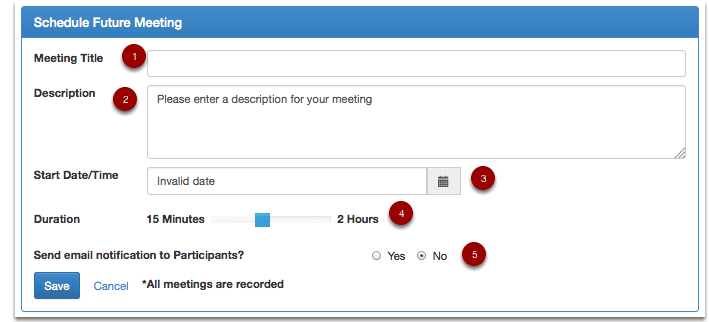 Schedule Future Meeting
Meeting Title 1
Description 2 Please enter a description for your meeting
Start Date/Time Invalid date 3
Duration 15 Minutes 2 Hours 4
Send email notification to Participants? Yes No 5
Save Cancel *All meetings are recorded